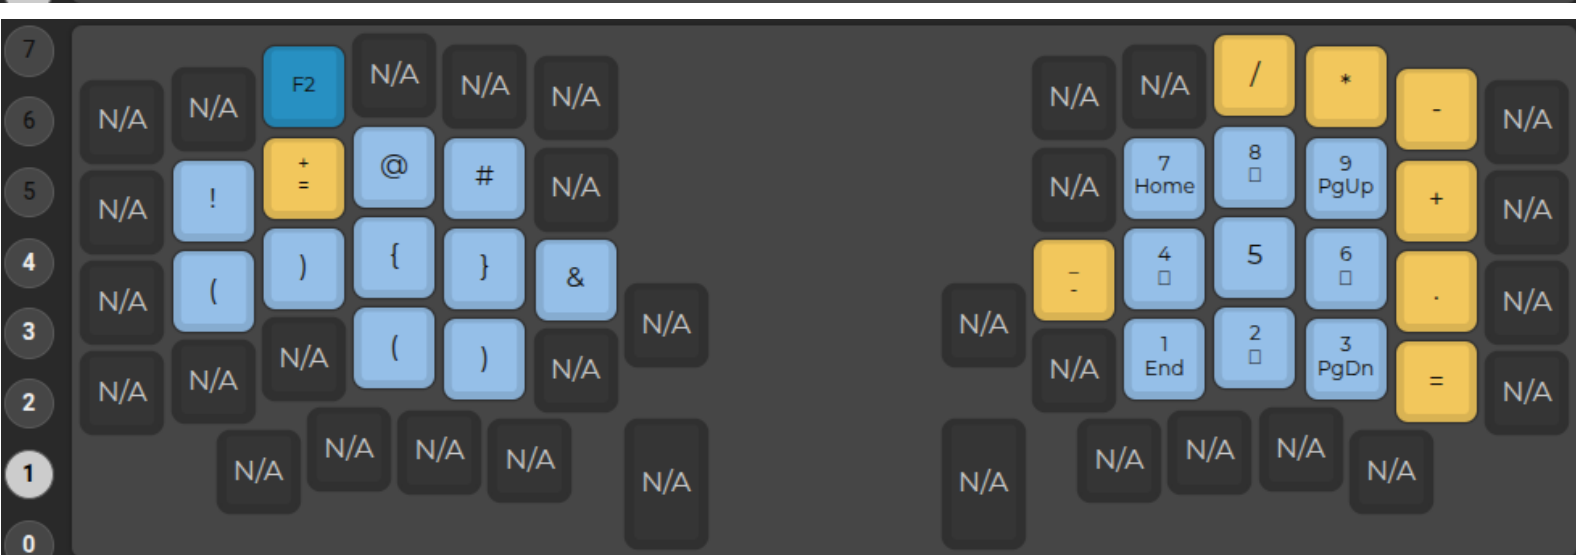 7
N/A
N/A
F2
N/A
N/A
N/A
N/A
N/A
/
*
-
N/A
6
N/A
!
+
=
@
#
N/A
N/A
7
Home
8
9
PgUp
+
N/A
5
N/A
(
)
{
}
&
N/A
N/A
_
-
4
5
6
.
N/A
4
N/A
N/A
N/A
(
)
N/A
N/A
1
End
2
3
PgDn
=
N/A
3
N/A
N/A
N/A
N/A
N/A
N/A
N/A
N/A
N/A
N/A
2
1
0